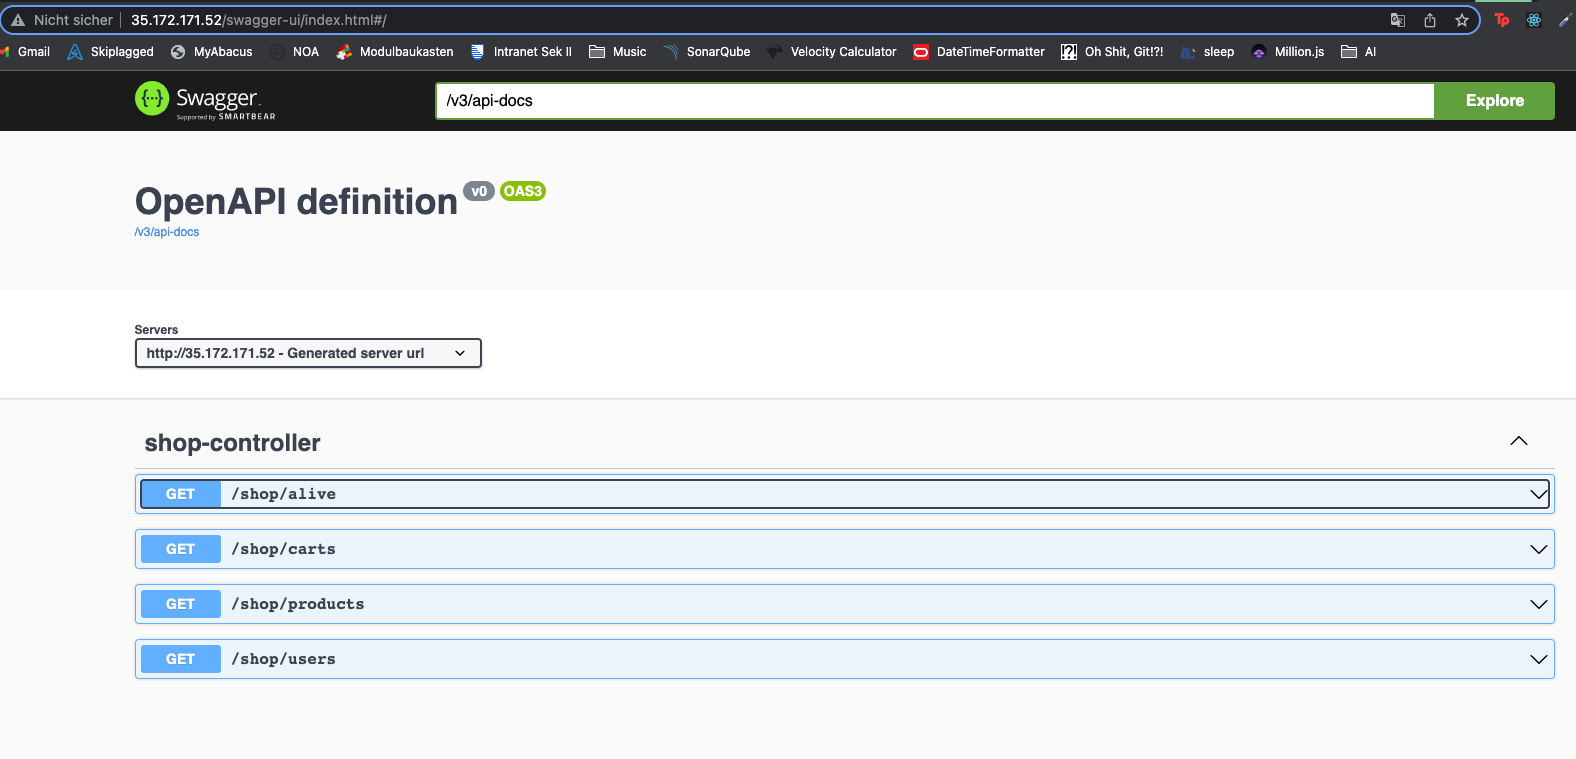 Nicht sicher 35.172.171.52/swagger-ui/index.html#/
Gmail Skiplagged MyAbacus NOA Modulbaukasten Intranet Sek II Music SonarQube Velocity Calculator DateTimeFormatter Oh Shit, Git!?! sleep Million.js AI
Swagger
Supported by SMARTBEAR
/v3/api-docs
Explore
OpenAPI definition v0 OAS3
/v3/api-docs
Servers
http://35.172.171.52 - Generated server url
shop-controller
GET /shop/alive
GET /shop/carts
GET /shop/products
GET /shop/users